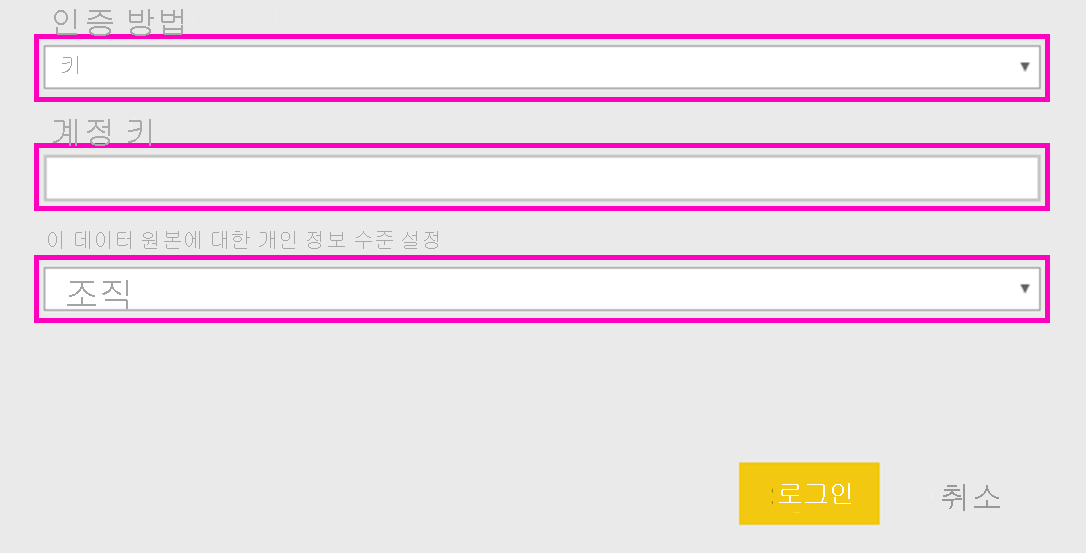 인증 방법
키
계정 키
이 데이터 원본에 대한 개인 정보 수준 설정
조직
로그인
취소